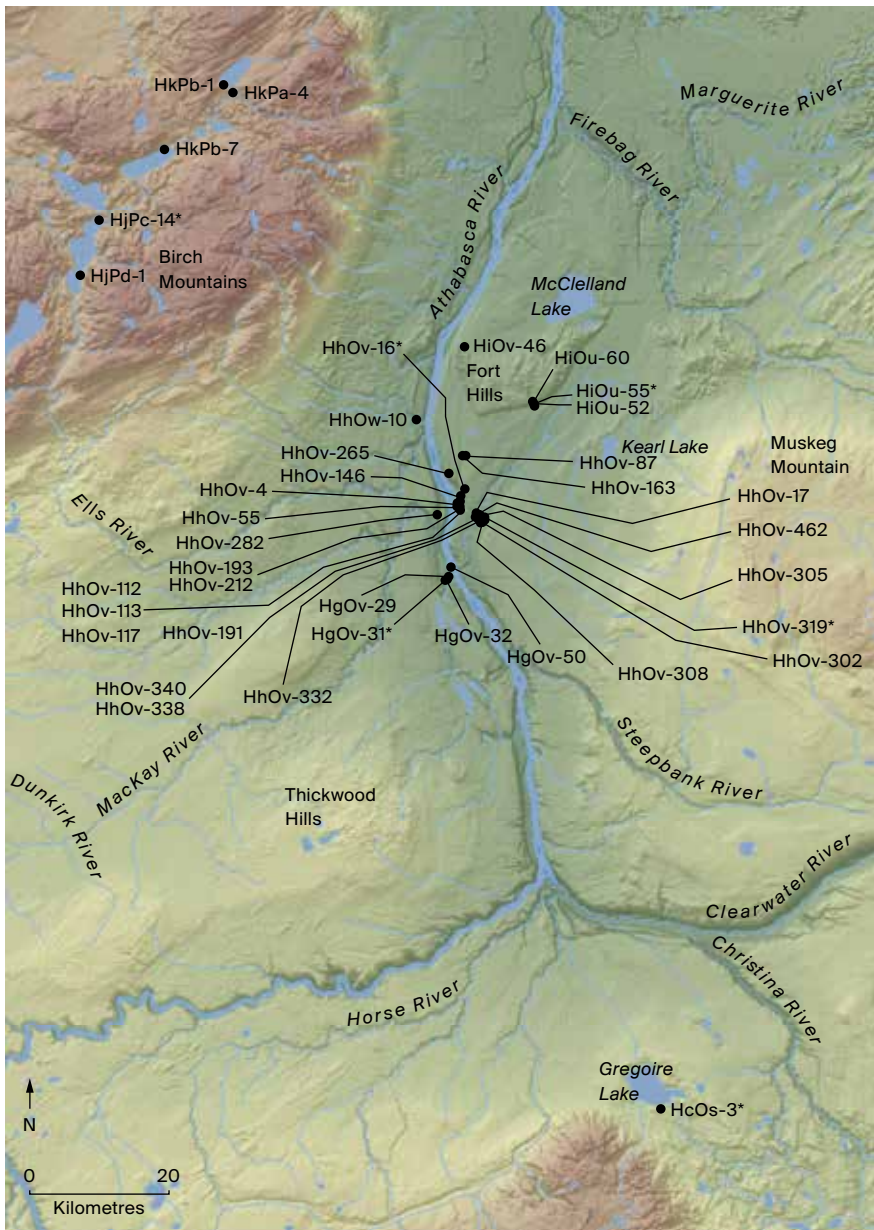 HkPb-1
HkPa-4
Marguerite River
HkPb-7
Firebag River
HjPc-14*
Athabasca River
Birch
Mountains
HjPd-1
McClelland
Lake
HhOv-16*
HiOv-46
Fort
Hills
HiOu-60
HiOu-55*
HiOu-52
HhOw-10
HhOv-265
Kearl Lake
Muskeg
Mountain
HhOv-87
HhOv-146
HhOv-163
HhOv-4
HhOv-17
Ells River
HhOv-55
HhOv-462
HhOv-282
HhOv-193
HhOv-212
HhOv-305
HhOv-112
HhOv-113
HhOv-117
HhOv-191
HgOv-29
HgOv-31*
HgOv-32
HgOv-50
HhOv-319*
HhOv-302
HhOv-308
HhOv-340
HhOv-338
HhOv-332
MacKay River
Steepbank River
Dunkirk River
Thickwood
Hills
Clearwater River
Christina River
Horse River
Gregoire
Lake
HcOs-3*
N
0 20
Kilometres